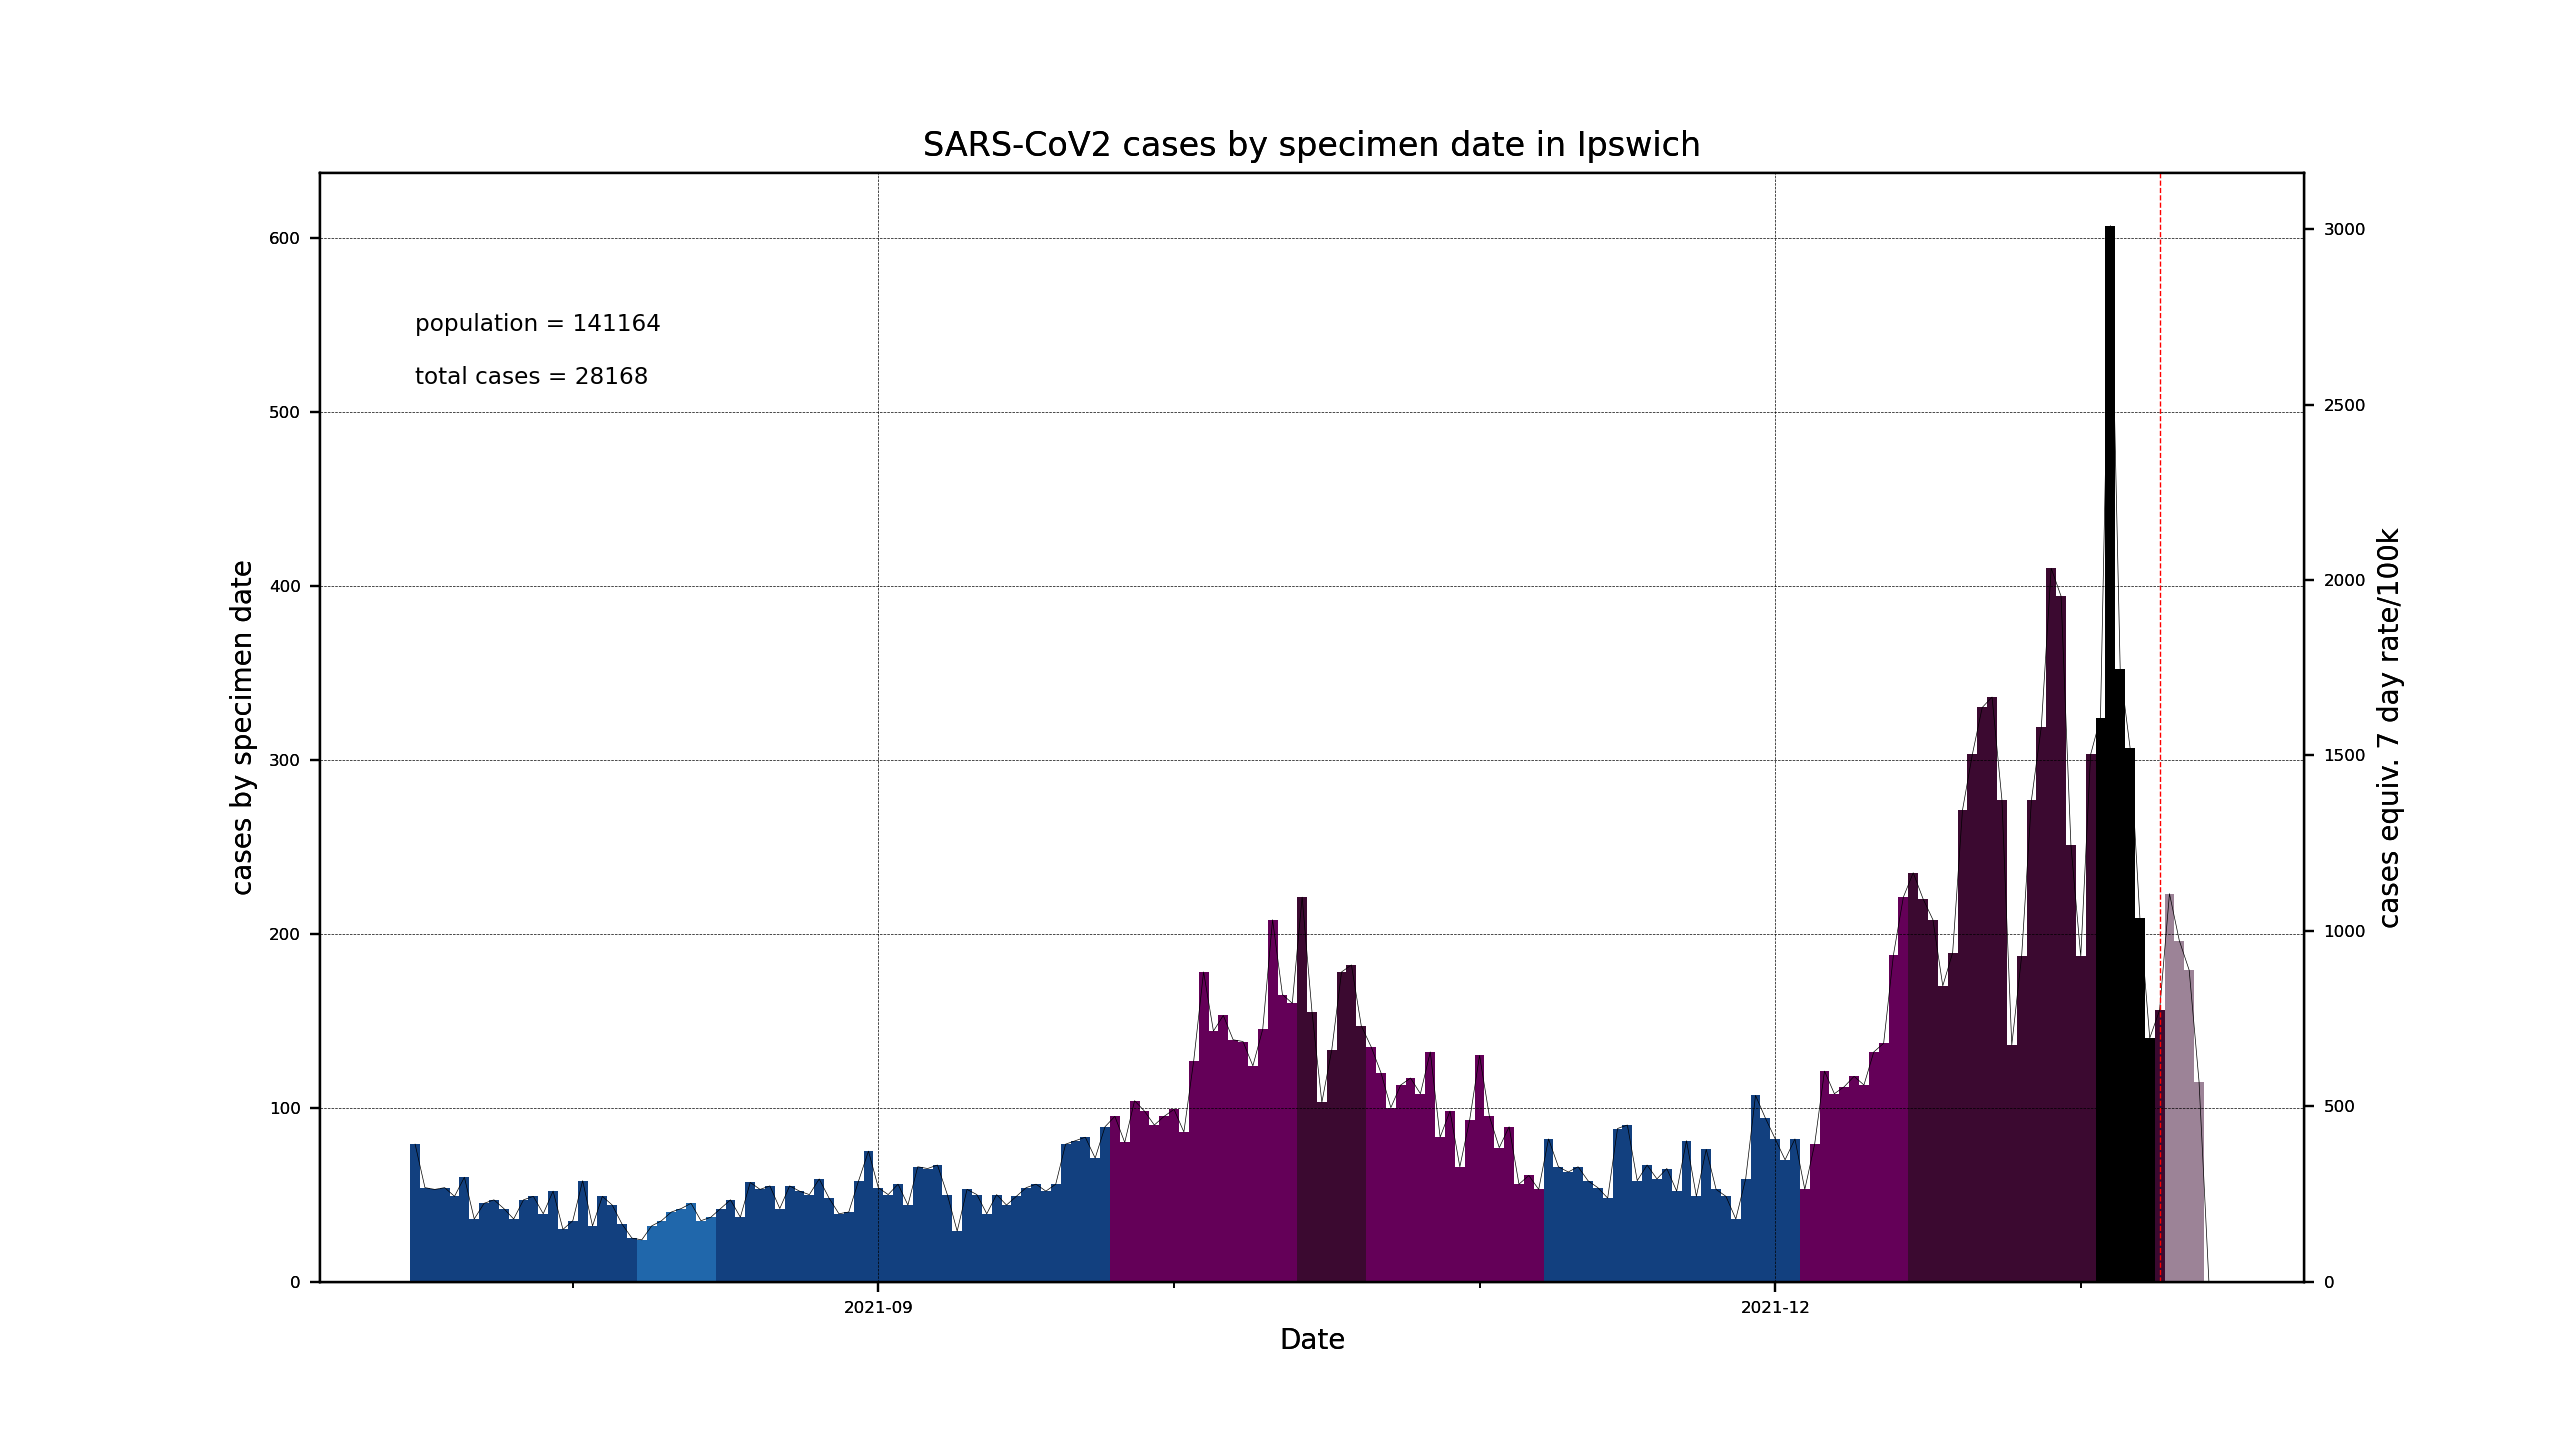 SARS-CoV2 cases by specimen date in Ipswich
population = 141164
total cases = 28168
cases by specimen date
600
500
400
300
200
100
0
3000
2500
2000
1500
1000
500
0
cases equiv. 7 day rate/100k
2021-09
2021-12
Date